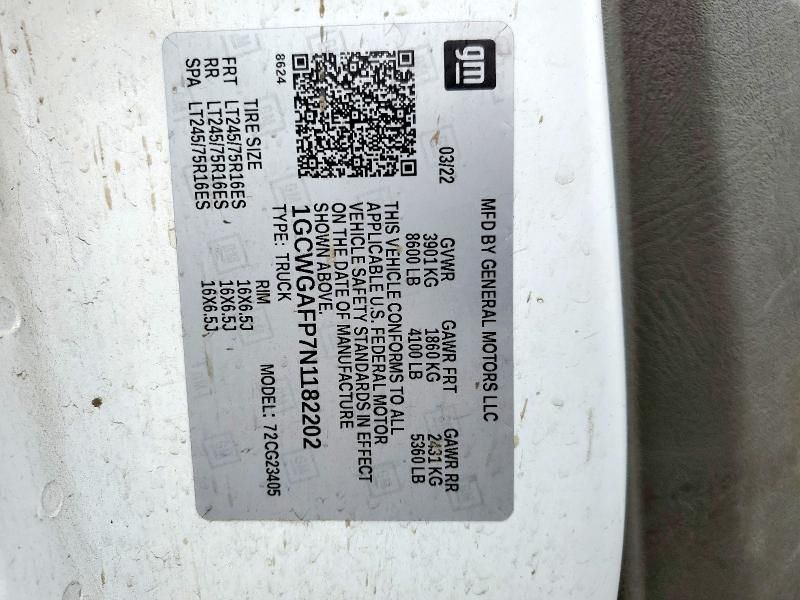 gm
MFD BY GENERAL MOTORS LLC
03/22
GVWR GAWR FRT GAWR RR
3901 KG 1860 KG 2431 KG
8600 LB 4100 LB 5360 LB
THIS VEHICLE CONFORMS TO ALL
APPLICABLE U.S. FEDERAL MOTOR
VEHICLE SAFETY STANDARDS IN EFFECT
ON THE DATE OF MANUFACTURE
SHOWN ABOVE.
1GCWGAFP7N1182202
TYPE: TRUCK
MODEL: 72CG23405
8624
TIRE SIZE RIM
FRT LT245/75R16ES 16X6.5J
RR LT245/75R16ES 16X6.5J
SPA LT245/75R16ES 16X6.5J